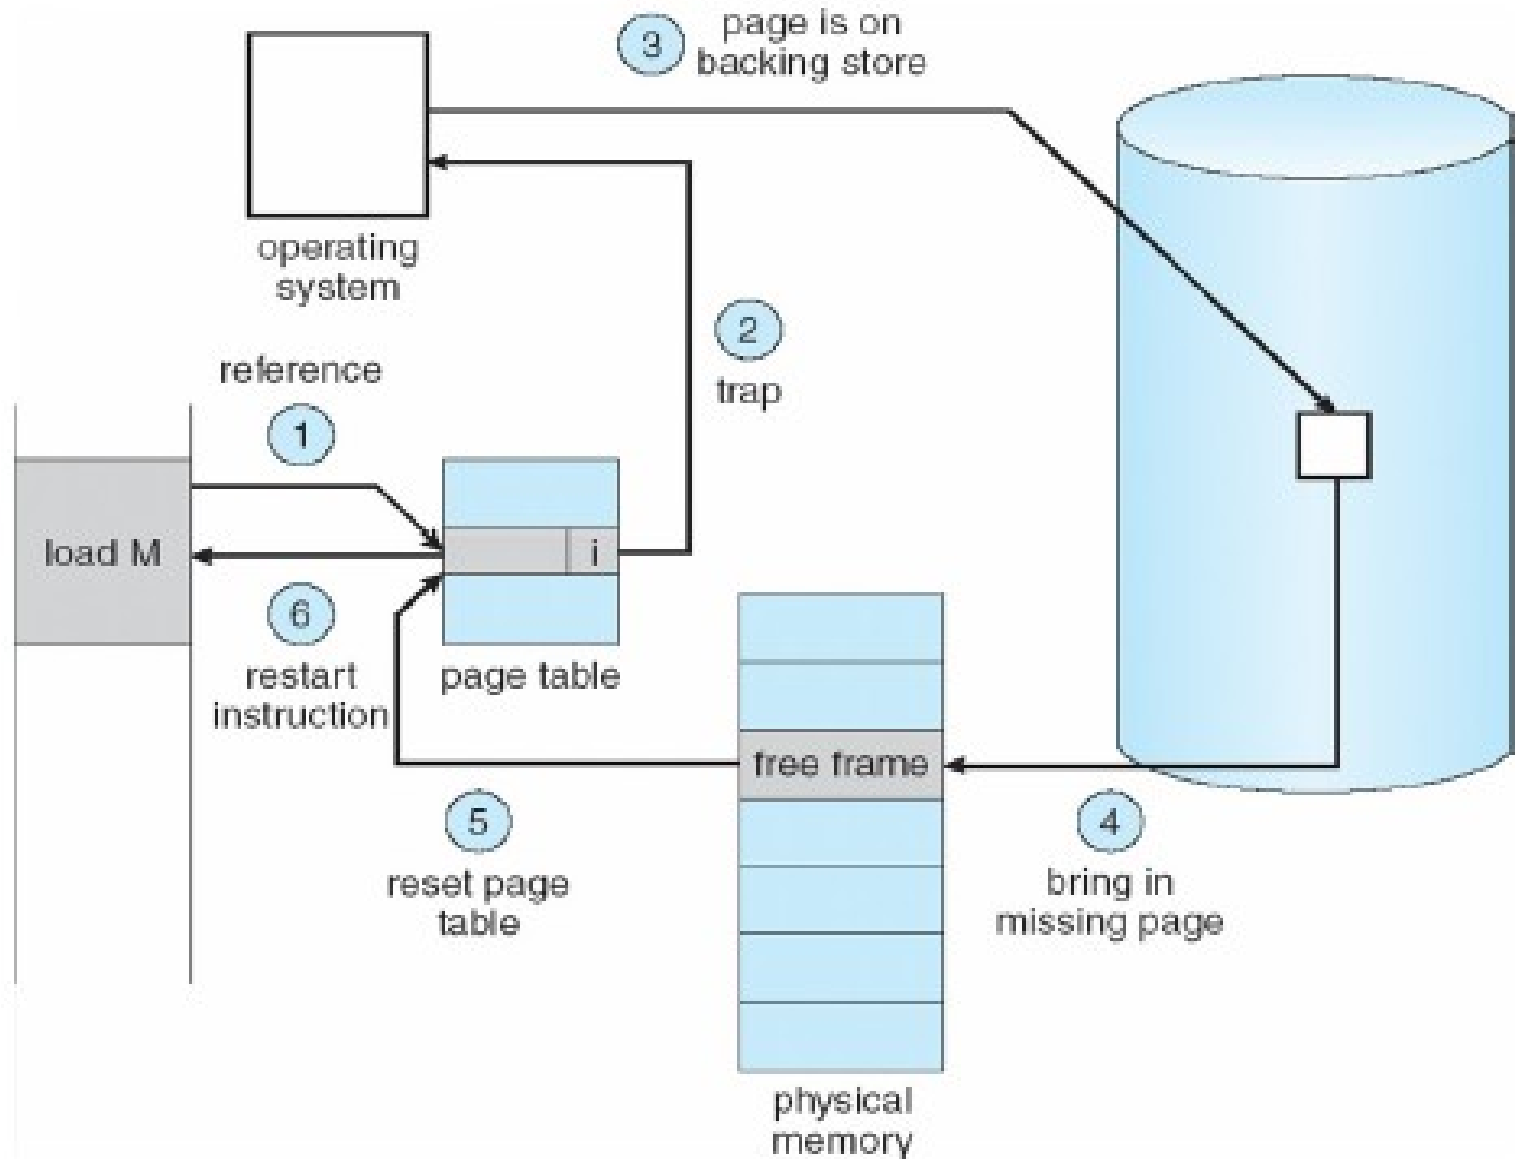 3
page is on
backing store
operating
system
2
trap
reference
1
load M
i
6
restart
instruction
page table
free frame
5
reset page
table
4
bring in
missing page
physical
memory